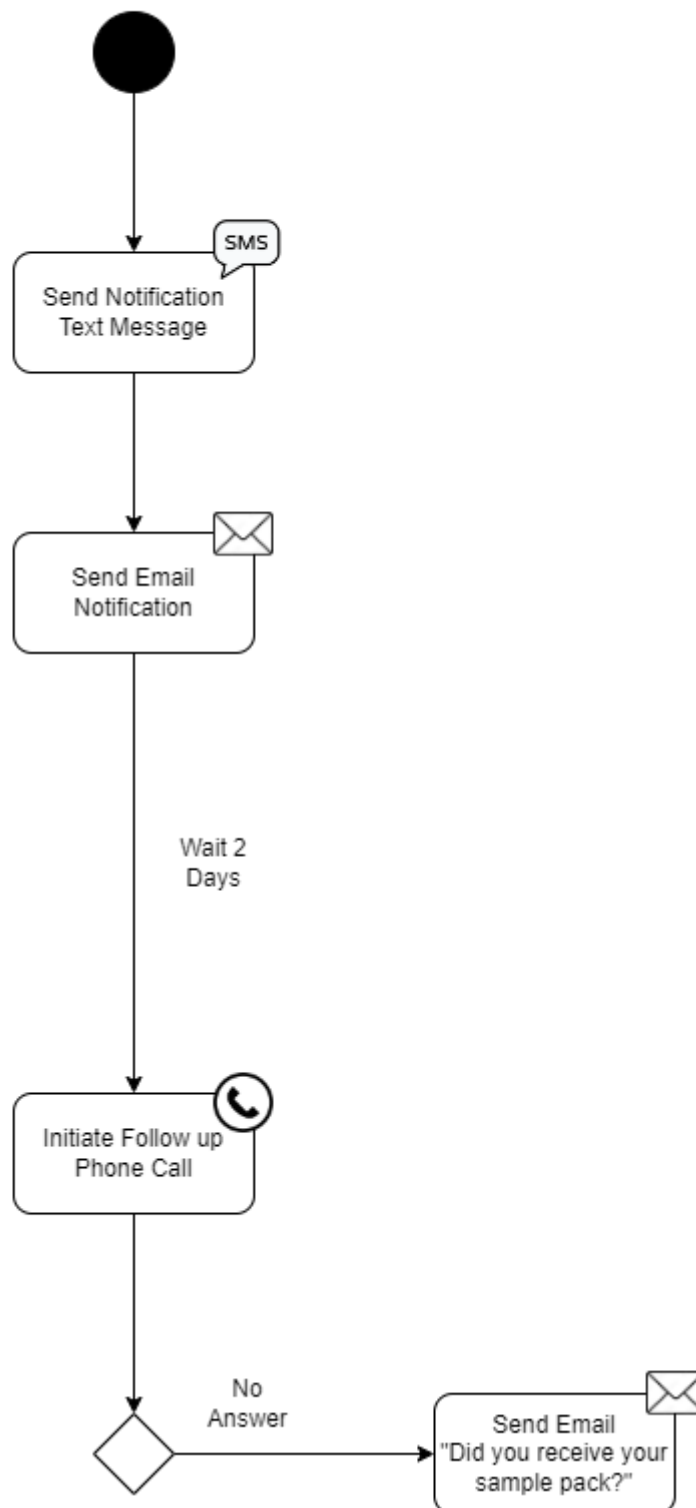 SMS
Send Notification
Text Message
Send Email
Notification
Wait 2
Days
Initiate Follow up
Phone Call
No
Answer
Send Email
"Did you receive your
sample pack?"